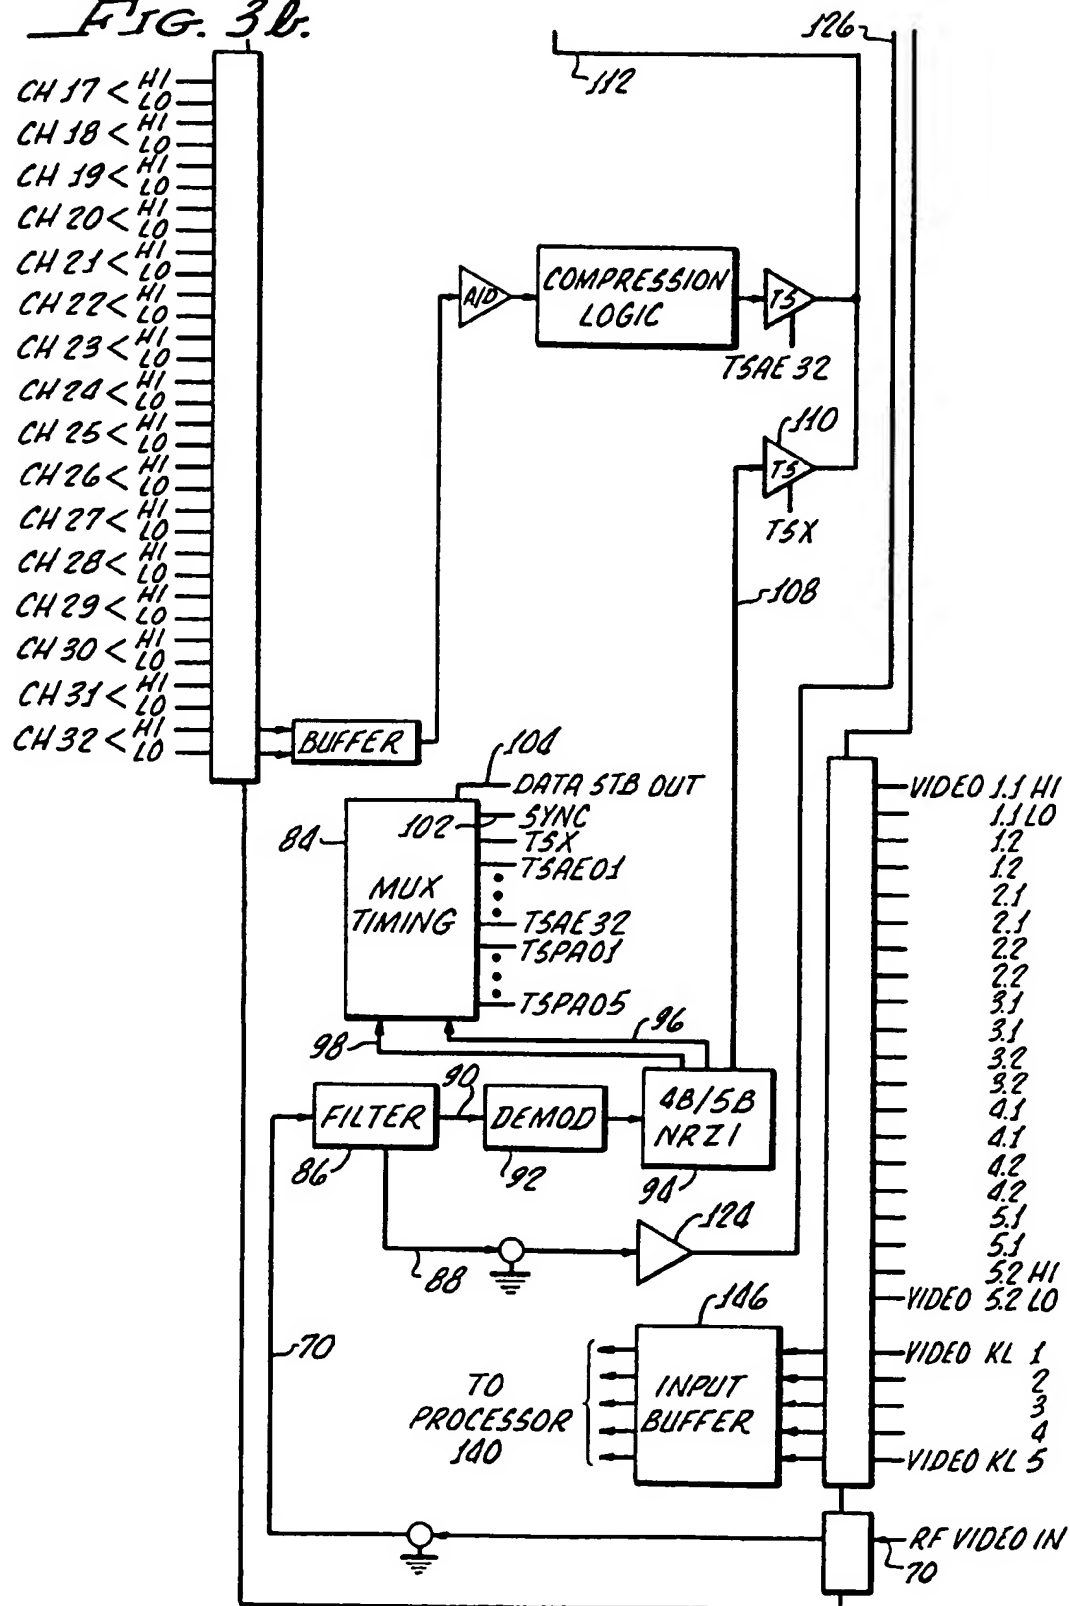 FIG. 3b.
126
112
CH 17 < HI
LO
CH 18 < HI
LO
CH 19 < HI
LO
CH 20 < HI
LO
CH 21 < HI
LO
CH 22 < HI
LO
CH 23 < HI
LO
CH 24 < HI
LO
CH 25 < HI
LO
CH 26 < HI
LO
CH 27 < HI
LO
CH 28 < HI
LO
CH 29 < HI
LO
CH 30 < HI
LO
CH 31 < HI
LO
CH 32 < HI
LO
A/D
COMPRESSION
LOGIC
TS
TSAE 32
110
TS
TSX
108
BUFFER
104
DATA STB OUT
102
SYNC
84
TSX
TSAE01
MUX
TIMING
TSAE 32
TSPA01
TSPA05
98
96
90
FILTER
DEMOD
4B/5B
NRZI
86
92
94
124
88
70
146
INPUT
BUFFER
TO
PROCESSOR
140
VIDEO 1.1 HI
1.1 LO
1.2
1.2
2.1
2.1
2.2
2.2
3.1
3.1
3.2
3.2
4.1
4.1
4.2
4.2
5.1
5.1
5.2 HI
VIDEO 5.2 LO
VIDEO KL 1
2
3
4
VIDEO KL 5
RF VIDEO IN
70